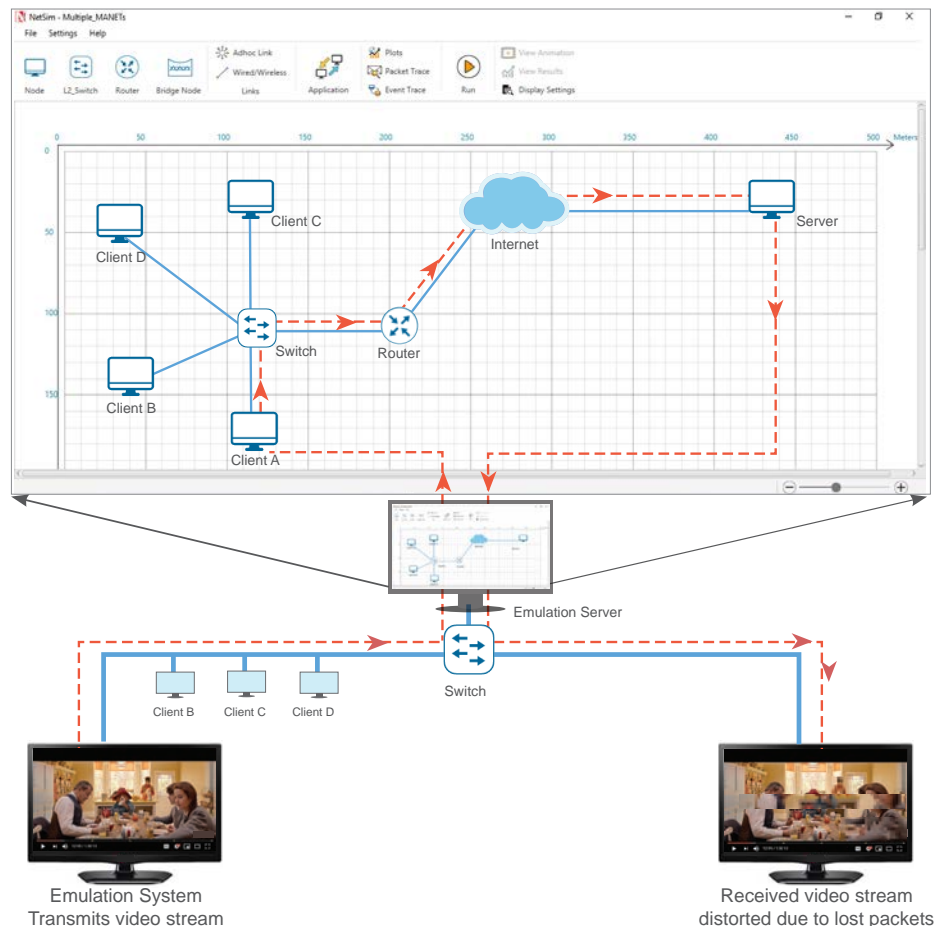 NetSim - Multiple_MANETs
File Settings Help
Adhoc Link
Wired/Wireless
Links
Plots
Packet Trace
Event Trace
View Animation
View Results
Display Settings
Node
L2_Switch
Router
Bridge Node
Application
Run
0 50 100 150 200 250 300 350 400 450 500 Meters
0
50
100
150
Client C
Client D
Internet
Server
Switch
Router
Client B
Client A
Emulation Server
Switch
Client B
Client C
Client D
Emulation System
Transmits video stream
Received video stream
distorted due to lost packets